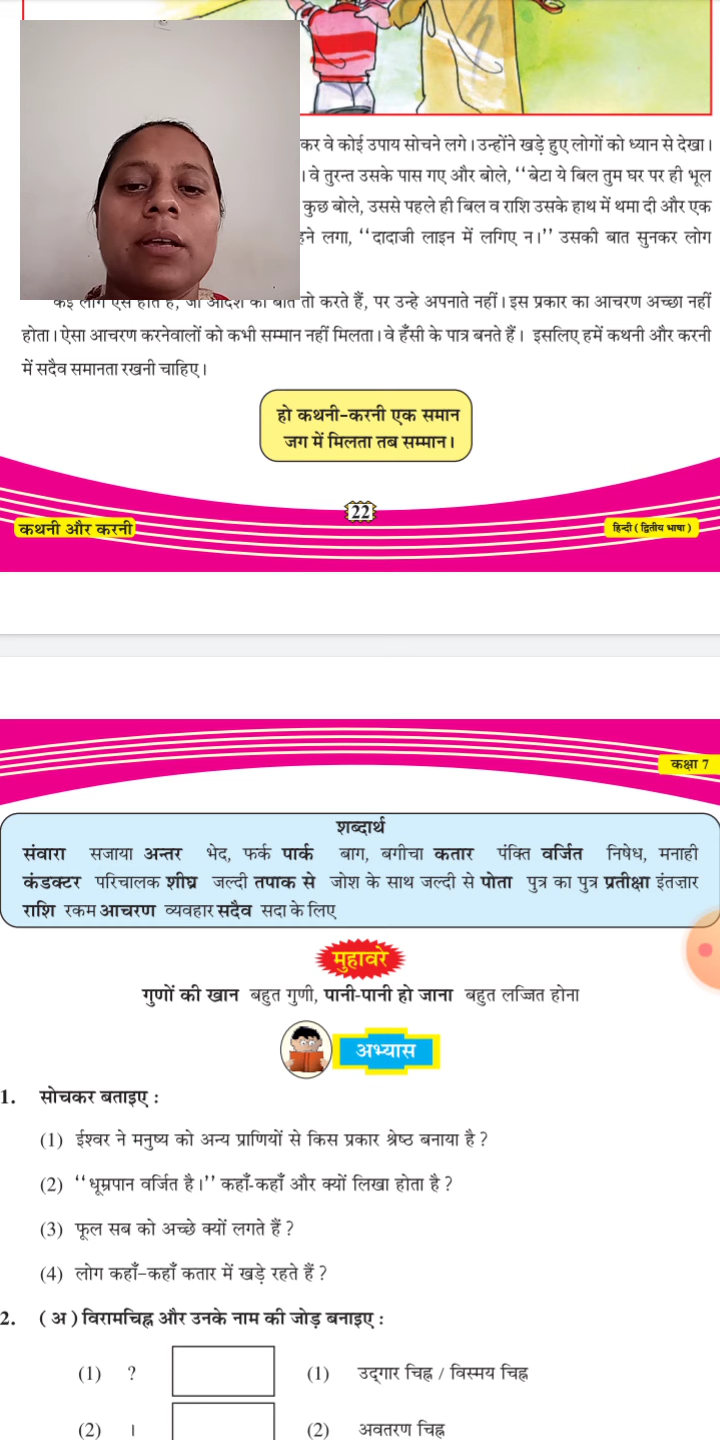 कर वे कोई उपाय सोचने लगे। उन्होंने खड़े हुए लोगों को ध्यान से देखा।
। वे तुरन्त उसके पास गए और बोले, ‘‘बेटा ये बिल तुम घर पर ही भूल
कुछ बोले, उससे पहले ही बिल व राशि उसके हाथ में थमा दी और एक
हने लगा, ‘‘दादाजी लाइन में लगिए न।’’ उसकी बात सुनकर लोग
कई लोग ऐसे होते हैं, जो आदर्श की बात तो करते हैं, पर उन्हे अपनाते नहीं। इस प्रकार का आचरण अच्छा नहीं
होता। ऐसा आचरण करनेवालों को कभी सम्मान नहीं मिलता। वे हँसी के पात्र बनते हैं। इसलिए हमें कथनी और करनी
में सदैव समानता रखनी चाहिए।
हो कथनी-करनी एक समान
जग में मिलता तब सम्मान।
22
कथनी और करनी हिन्दी ( द्वितीय भाषा )
कक्षा 7
शब्दार्थ
संवारा सजाया अन्तर भेद, फर्क पार्क बाग, बगीचा कतार पंक्ति वर्जित निषेध, मनाही
कंडक्टर परिचालक शीघ्र जल्दी तपाक से जोश के साथ जल्दी से पोता पुत्र का पुत्र प्रतीक्षा इंतज़ार
राशि रकम आचरण व्यवहार सदैव सदा के लिए
मुहावरे
गुणों की खान बहुत गुणी, पानी-पानी हो जाना बहुत लज्जित होना
अभ्यास
1. सोचकर बताइए :
(1) ईश्वर ने मनुष्य को अन्य प्राणियों से किस प्रकार श्रेष्ठ बनाया है ?
(2) ‘‘धूम्रपान वर्जित है।’’ कहाँ-कहाँ और क्यों लिखा होता है ?
(3) फूल सब को अच्छे क्यों लगते हैं ?
(4) लोग कहाँ-कहाँ कतार में खड़े रहते हैं ?
2. ( अ ) विरामचिह्न और उनके नाम की जोड़ बनाइए :
(1) ? (1) उद्‌गार चिह्न / विस्मय चिह्न
(2) । (2) अवतरण चिह्न